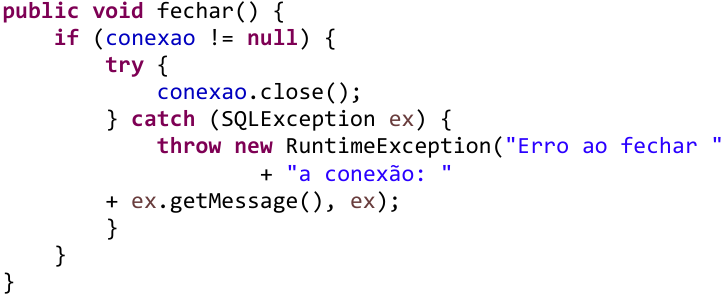 public void fechar() {
    if (conexao != null) {
        try {
            conexao.close();
        } catch (SQLException ex) {
            throw new RuntimeException("Erro ao fechar "
                    + "a conexão: "
        + ex.getMessage(), ex);
        }
    }
}